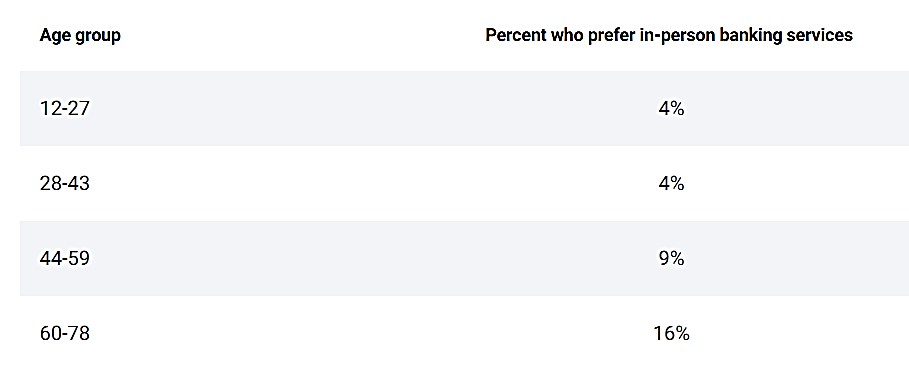 Age group Percent who prefer in-person banking services
12-27 4%
28-43 4%
44-59 9%
60-78 16%